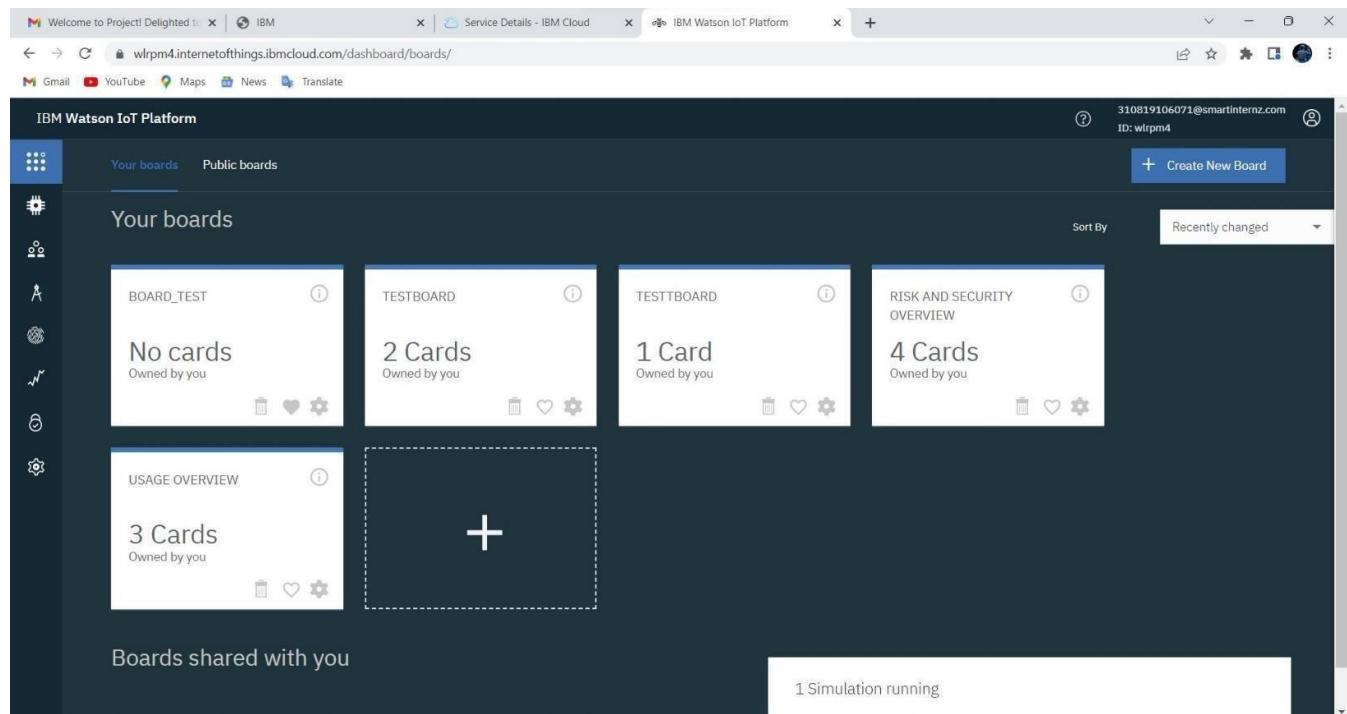 Welcome to Project! Delighted to
IBM
Service Details - IBM Cloud
IBM Watson IoT Platform
wlrpm4.internetofthings.ibmcloud.com/dashboard/boards/
Gmail
YouTube
Maps
News
Translate
IBM Watson IoT Platform
310819106071@smartinternz.com
ID: wlrpm4
Your boards
Public boards
+ Create New Board
Your boards
Sort By
Recently changed
BOARD_TEST
No cards
Owned by you
TESTBOARD
2 Cards
Owned by you
TESTTBOARD
1 Card
Owned by you
RISK AND SECURITY
OVERVIEW
4 Cards
Owned by you
USAGE OVERVIEW
3 Cards
Owned by you
Boards shared with you
1 Simulation running